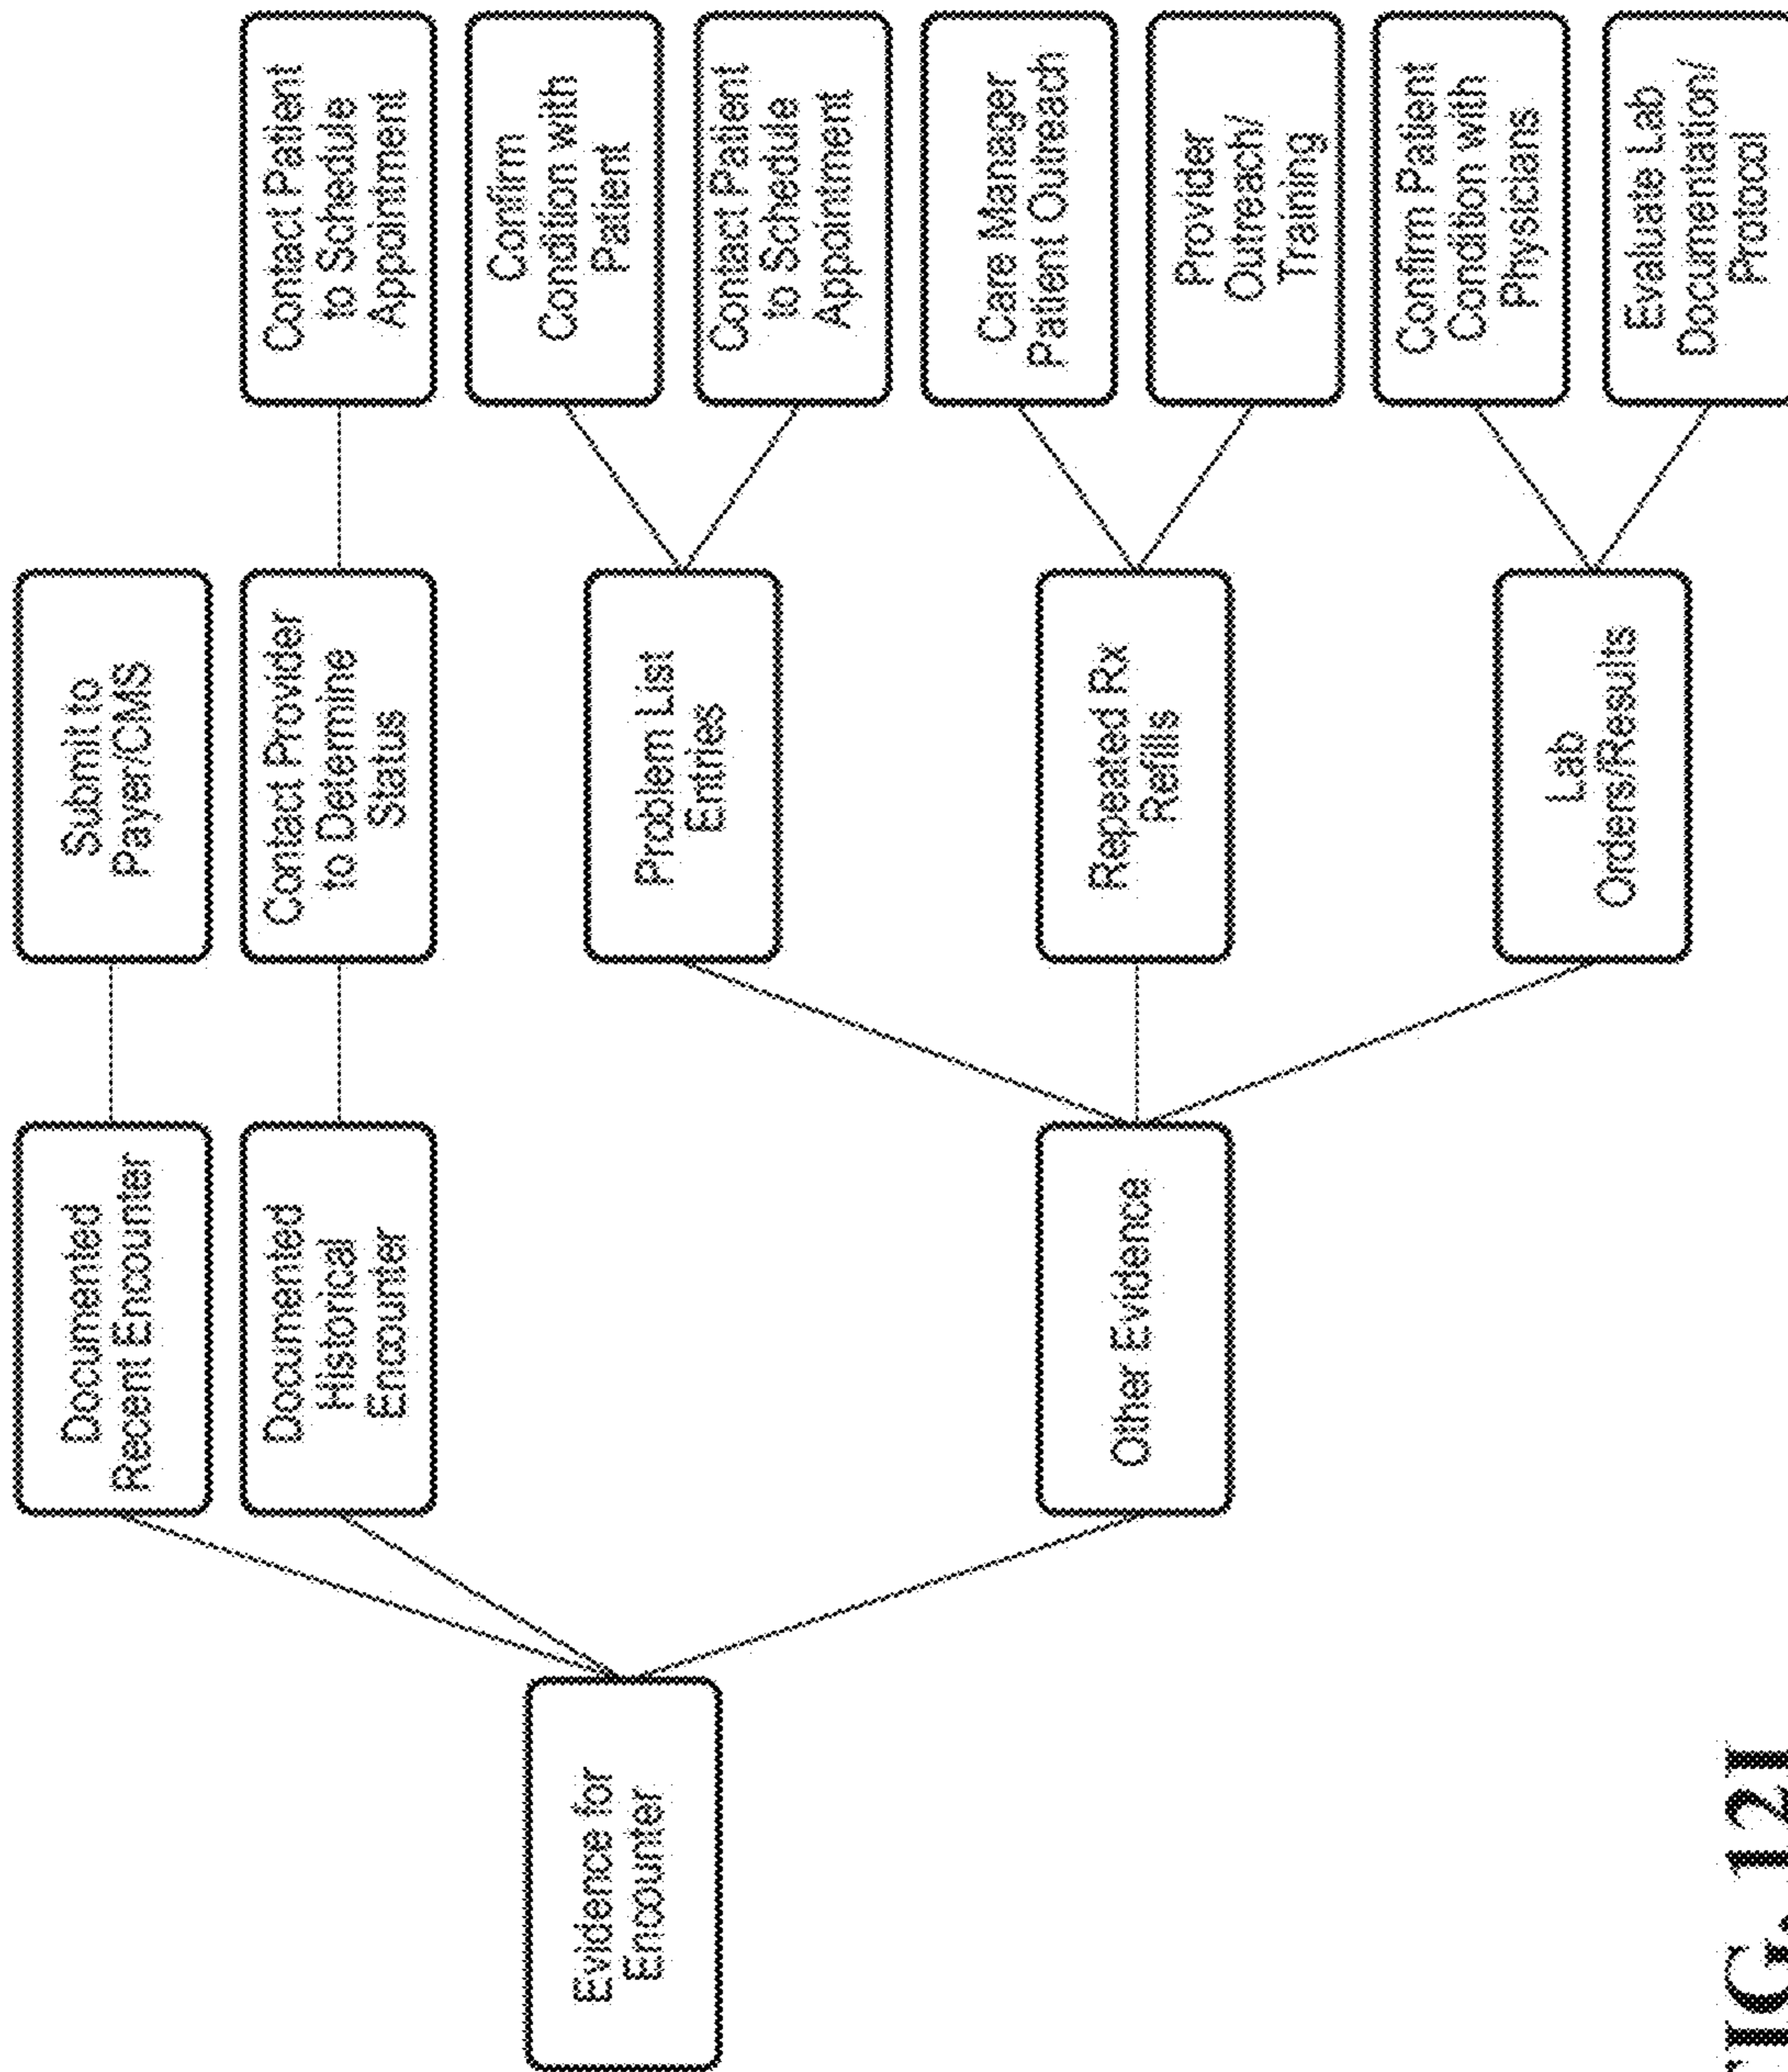 Evidence for
Encounter
Documented
Recent Encounter
Submit to
Payer/CMS
Documented
Historical
Encounter
Contact Provider
to Determine
Status
Contact Patient
to Schedule
Appointment
Other Evidence
Problem List
Entries
Confirm
Condition with
Patient
Contact Patient
to Schedule
Appointment
Repeated Rx
Refills
Care Manager
Patient Outreach
Provider
Outreach/
Training
Lab
Orders/Results
Confirm Patient
Condition with
Physicians
Evaluate Lab
Documentation/
Protocal
IG. 12I